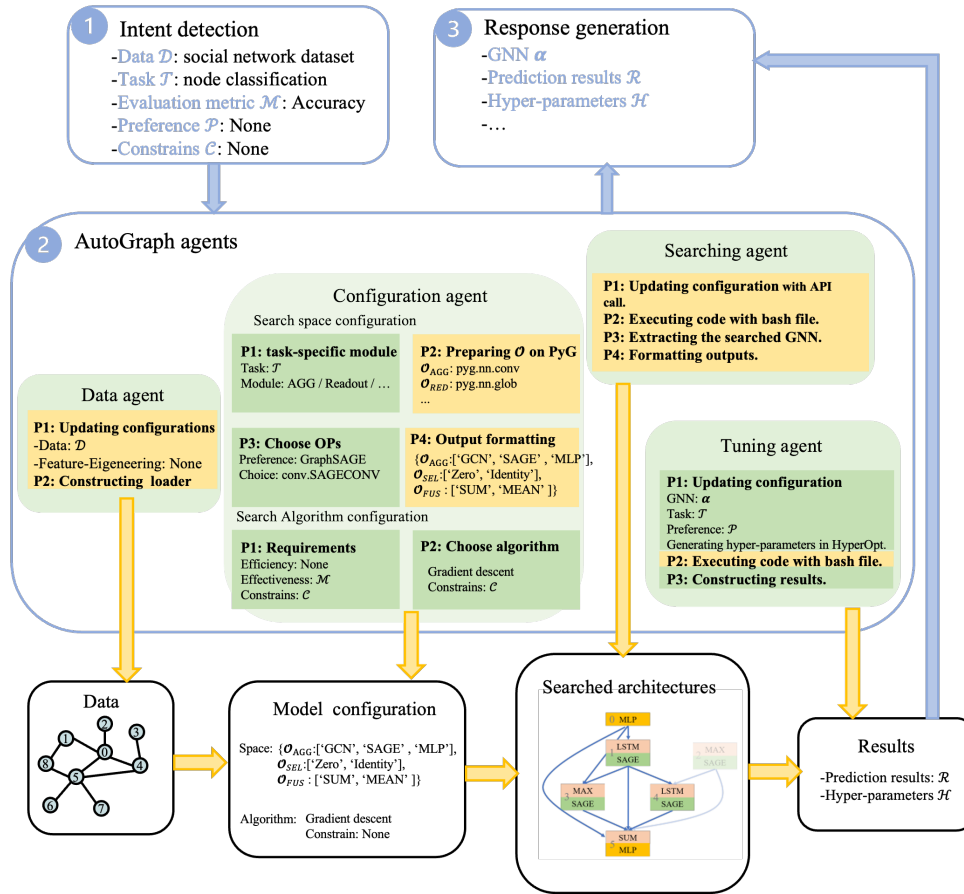 1
Intent detection
-Data 𝒟: social network dataset
-Task 𝒯: node classification
-Evaluation metric ℳ: Accuracy
-Preference 𝒫: None
-Constrains 𝒞: None
3
Response generation
-GNN 𝜶
-Prediction results ℛ
-Hyper-parameters ℋ
-…
2
AutoGraph agents
Data agent
P1: Updating configurations
-Data: 𝒟
-Feature-Eigeneering: None
P2: Constructing loader
Configuration agent
Search space configuration
P1: task-specific module
Task: 𝒯
Module: AGG / Readout / …
P2: Preparing 𝒪 on PyG
𝒪AGG: pyg.nn.conv
𝒪RED: pyg.nn.glob
...
P3: Choose OPs
Preference: GraphSAGE
Choice: conv.SAGECONV
P4: Output formatting
{𝒪AGG:[‘GCN’, ‘SAGE’ , ‘MLP’],
𝒪SEL:[‘Zero’, ‘Identity’],
𝒪FUS : [‘SUM’, ‘MEAN’ ]}
Search Algorithm configuration
P1: Requirements
Efficiency: None
Effectiveness: ℳ
Constrains: 𝒞
P2: Choose algorithm
Gradient descent
Constrains: 𝒞
Searching agent
P1: Updating configuration with API
call.
P2: Executing code with bash file.
P3: Extracting the searched GNN.
P4: Formatting outputs.
Tuning agent
P1: Updating configuration
GNN: 𝜶
Task: 𝒯
Preference: 𝒫
Generating hyper-parameters in HyperOpt.
P2: Executing code with bash file.
P3: Constructing results.
Data
2
3
1
0
8
4
5
6
7
Model configuration
Space: {𝒪AGG:[‘GCN’, ‘SAGE’ , ‘MLP’],
𝒪SEL:[‘Zero’, ‘Identity’],
𝒪FUS : [‘SUM’, ‘MEAN’ ]}
Algorithm: Gradient descent
Constrain: None
Searched architectures
0 MLP
1
LSTM
SAGE
2
MAX
SAGE
3
MAX
SAGE
4
LSTM
SAGE
5
SUM
MLP
Results
-Prediction results: ℛ
-Hyper-parameters ℋ